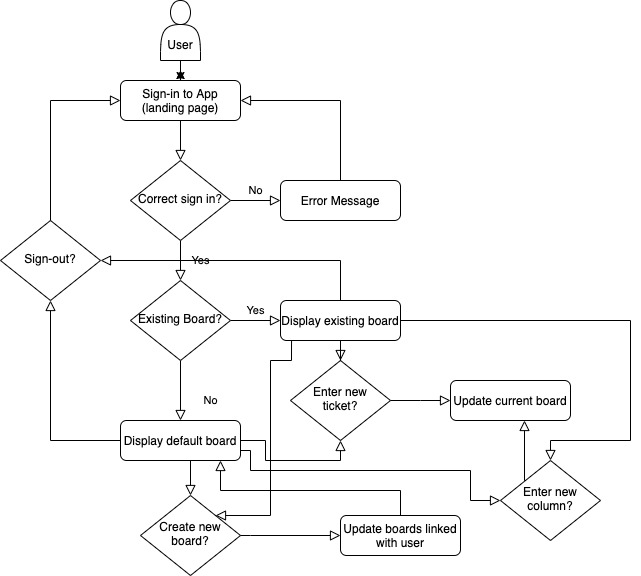 User
Sign-in to App
(landing page)
Correct sign in?
No
Error Message
Sign-out?
Yes
Existing Board?
Yes
Display existing board
Enter new
ticket?
Update current board
No
Display default board
Enter new
column?
Create new
board?
Update boards linked
with user